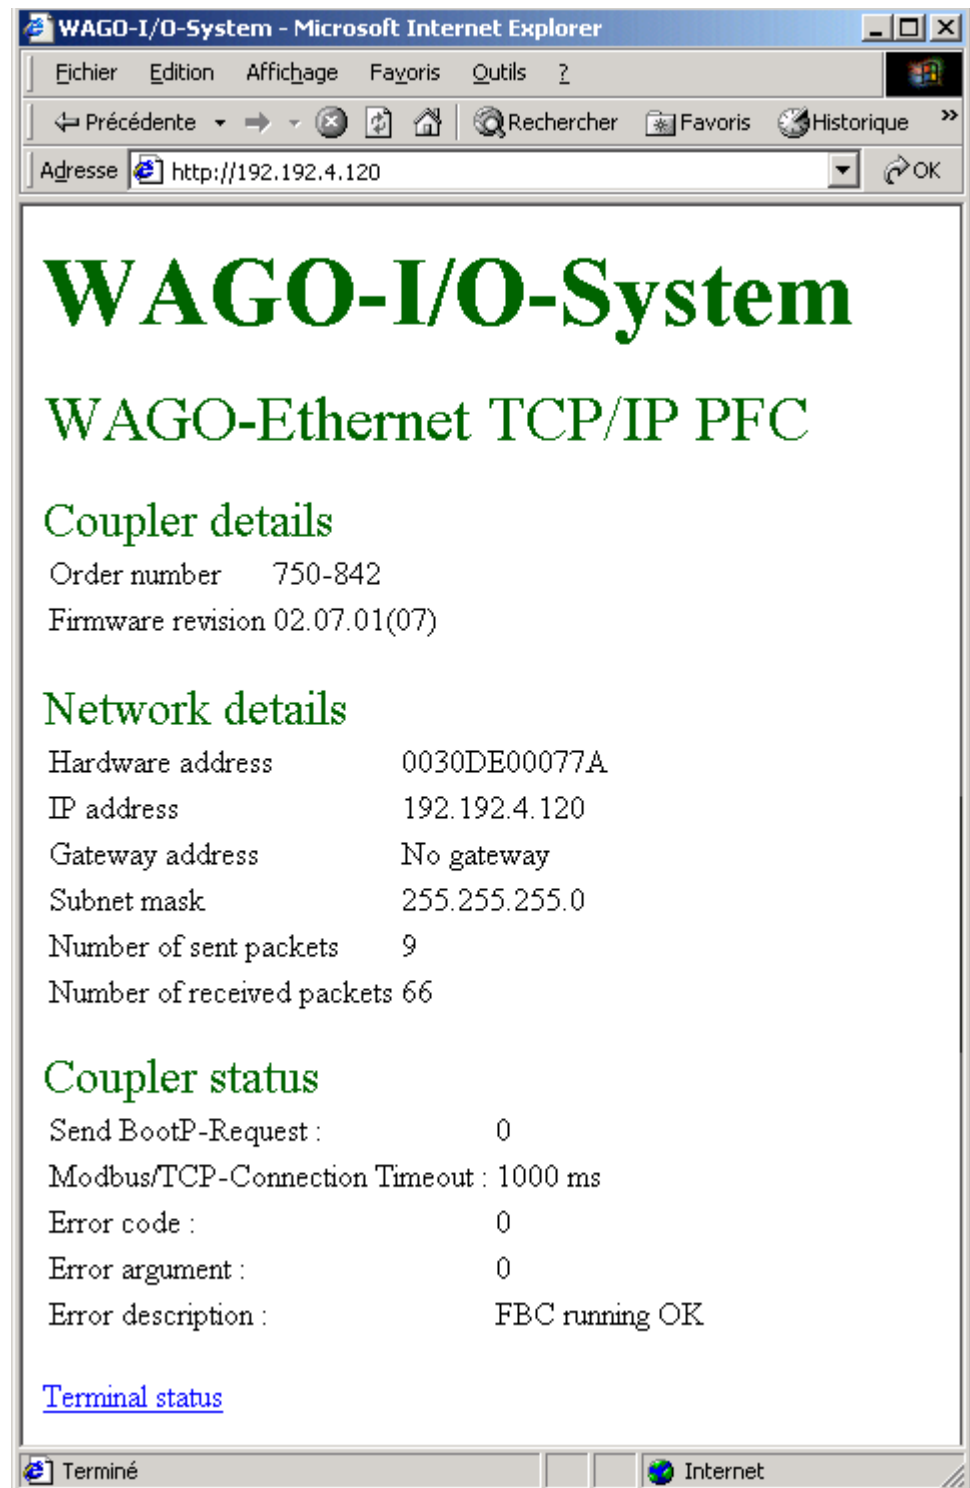 WAGO-I/O-System - Microsoft Internet Explorer
Fichier Edition Affichage Favoris Outils ?
Précédente Rechercher Favoris Historique »
Adresse http://192.192.4.120 OK
WAGO-I/O-System
WAGO-Ethernet TCP/IP PFC
Coupler details
Order number 750-842
Firmware revision 02.07.01(07)
Network details
Hardware address 0030DE00077A
IP address 192.192.4.120
Gateway address No gateway
Subnet mask 255.255.255.0
Number of sent packets 9
Number of received packets 66
Coupler status
Send BootP-Request : 0
Modbus/TCP-Connection Timeout : 1000 ms
Error code : 0
Error argument : 0
Error description : FBC running OK
Terminal status
Terminé Internet